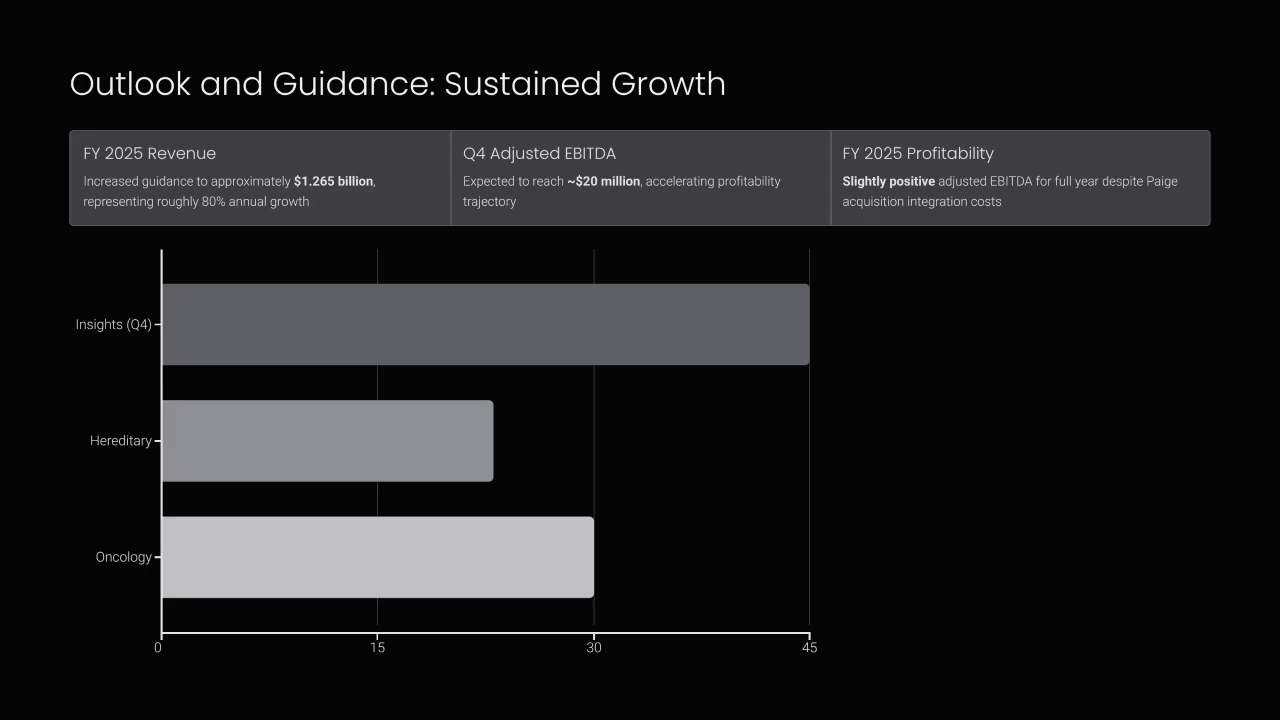 Outlook and Guidance: Sustained Growth
FY 2025 Revenue
Increased guidance to approximately $1.265 billion,
representing roughly 80% annual growth
Q4 Adjusted EBITDA
Expected to reach ~$20 million, accelerating profitability
trajectory
FY 2025 Profitability
Slightly positive adjusted EBITDA for full year despite Paige
acquisition integration costs
Insights (Q4)
Hereditary
Oncology
0 15 30 45